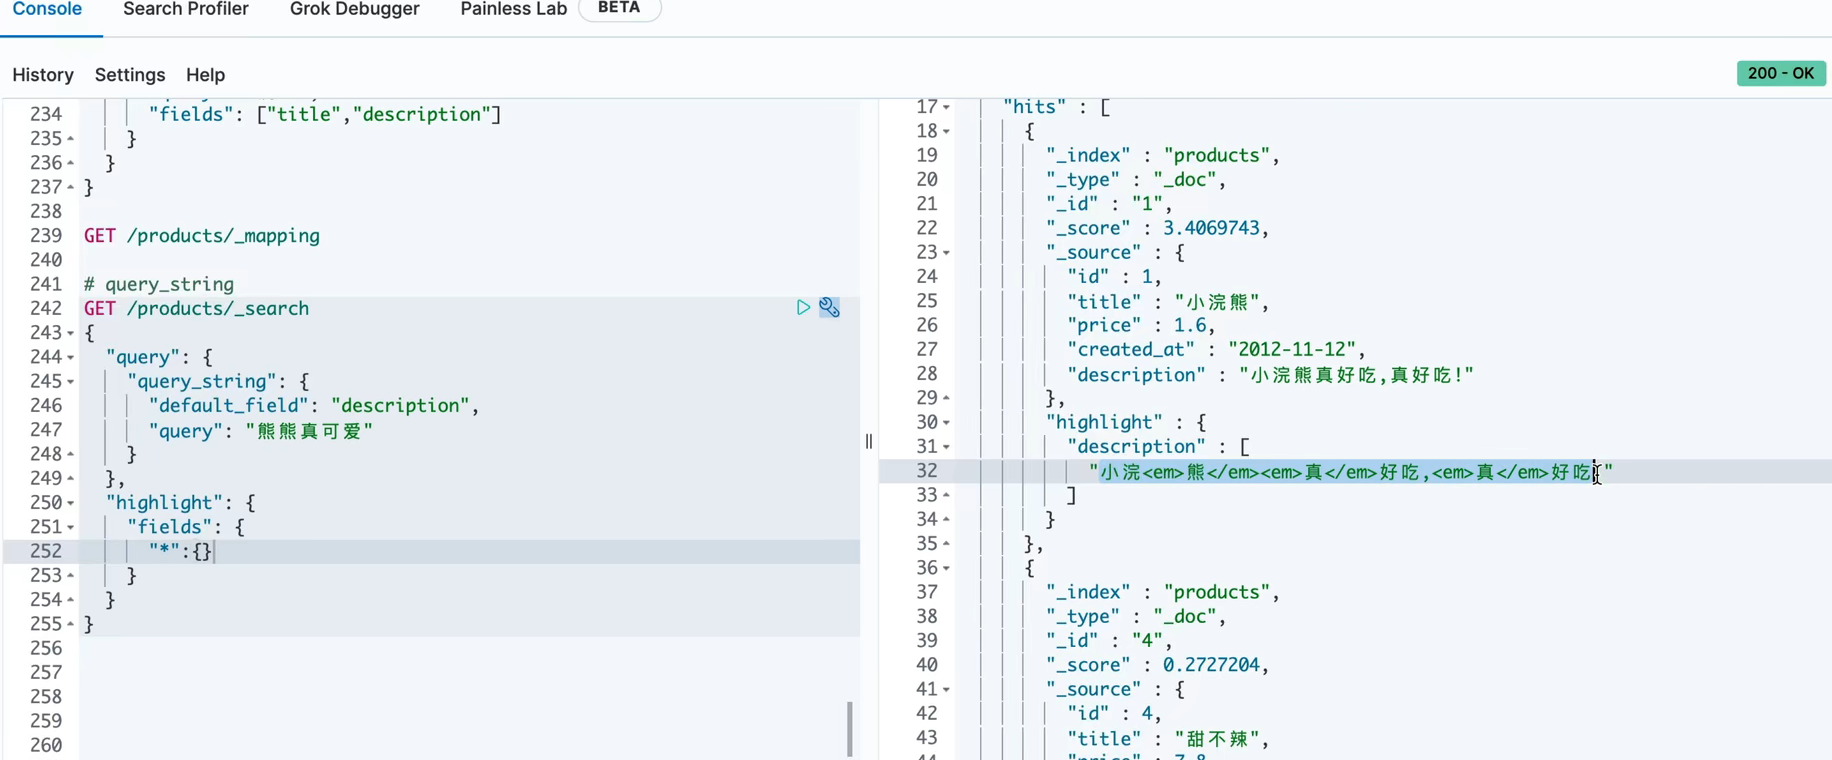 Console Search Profiler Grok Debugger Painless Lab BETA
History Settings Help 200 - OK
234 "fields": ["title","description"]
235 }
236 }
237 }
238
239 GET /products/_mapping
240
241 # query_string
242 GET /products/_search
243 {
244 "query": {
245 "query_string": {
246 "default_field": "description",
247 "query": "熊熊真可爱"
248 }
249 },
250 "highlight": {
251 "fields": {
252 "*":{}
253 }
254 }
255 }
256
257
258
259
260
17 "hits" : [
18 {
19 "_index" : "products",
20 "_type" : "_doc",
21 "_id" : "1",
22 "_score" : 3.4069743,
23 "_source" : {
24 "id" : 1,
25 "title" : "小浣熊",
26 "price" : 1.6,
27 "created_at" : "2012-11-12",
28 "description" : "小浣熊真好吃,真好吃!"
29 },
30 "highlight" : {
31 "description" : [
32 "小浣<em>熊</em><em>真</em>好吃,<em>真</em>好吃"
33 ]
34 }
35 },
36 {
37 "_index" : "products",
38 "_type" : "_doc",
39 "_id" : "4",
40 "_score" : 0.2727204,
41 "_source" : {
42 "id" : 4,
43 "title" : "甜不辣",